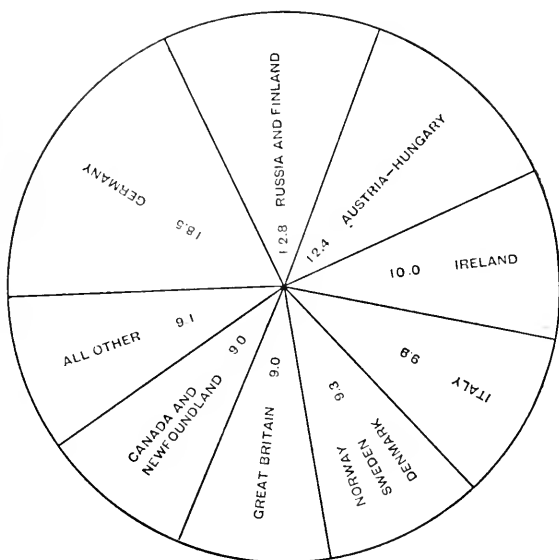 RUSSIA AND FINLAND
12.8
AUSTRIA-HUNGARY
12.4
IRELAND
10.0
ITALY
9.9
NORWAY
SWEDEN
DENMARK
9.3
GREAT BRITAIN
9.0
CANADA AND
NEWFOUNDLAND
9.0
ALL OTHER
9.1
GERMANY
18.5